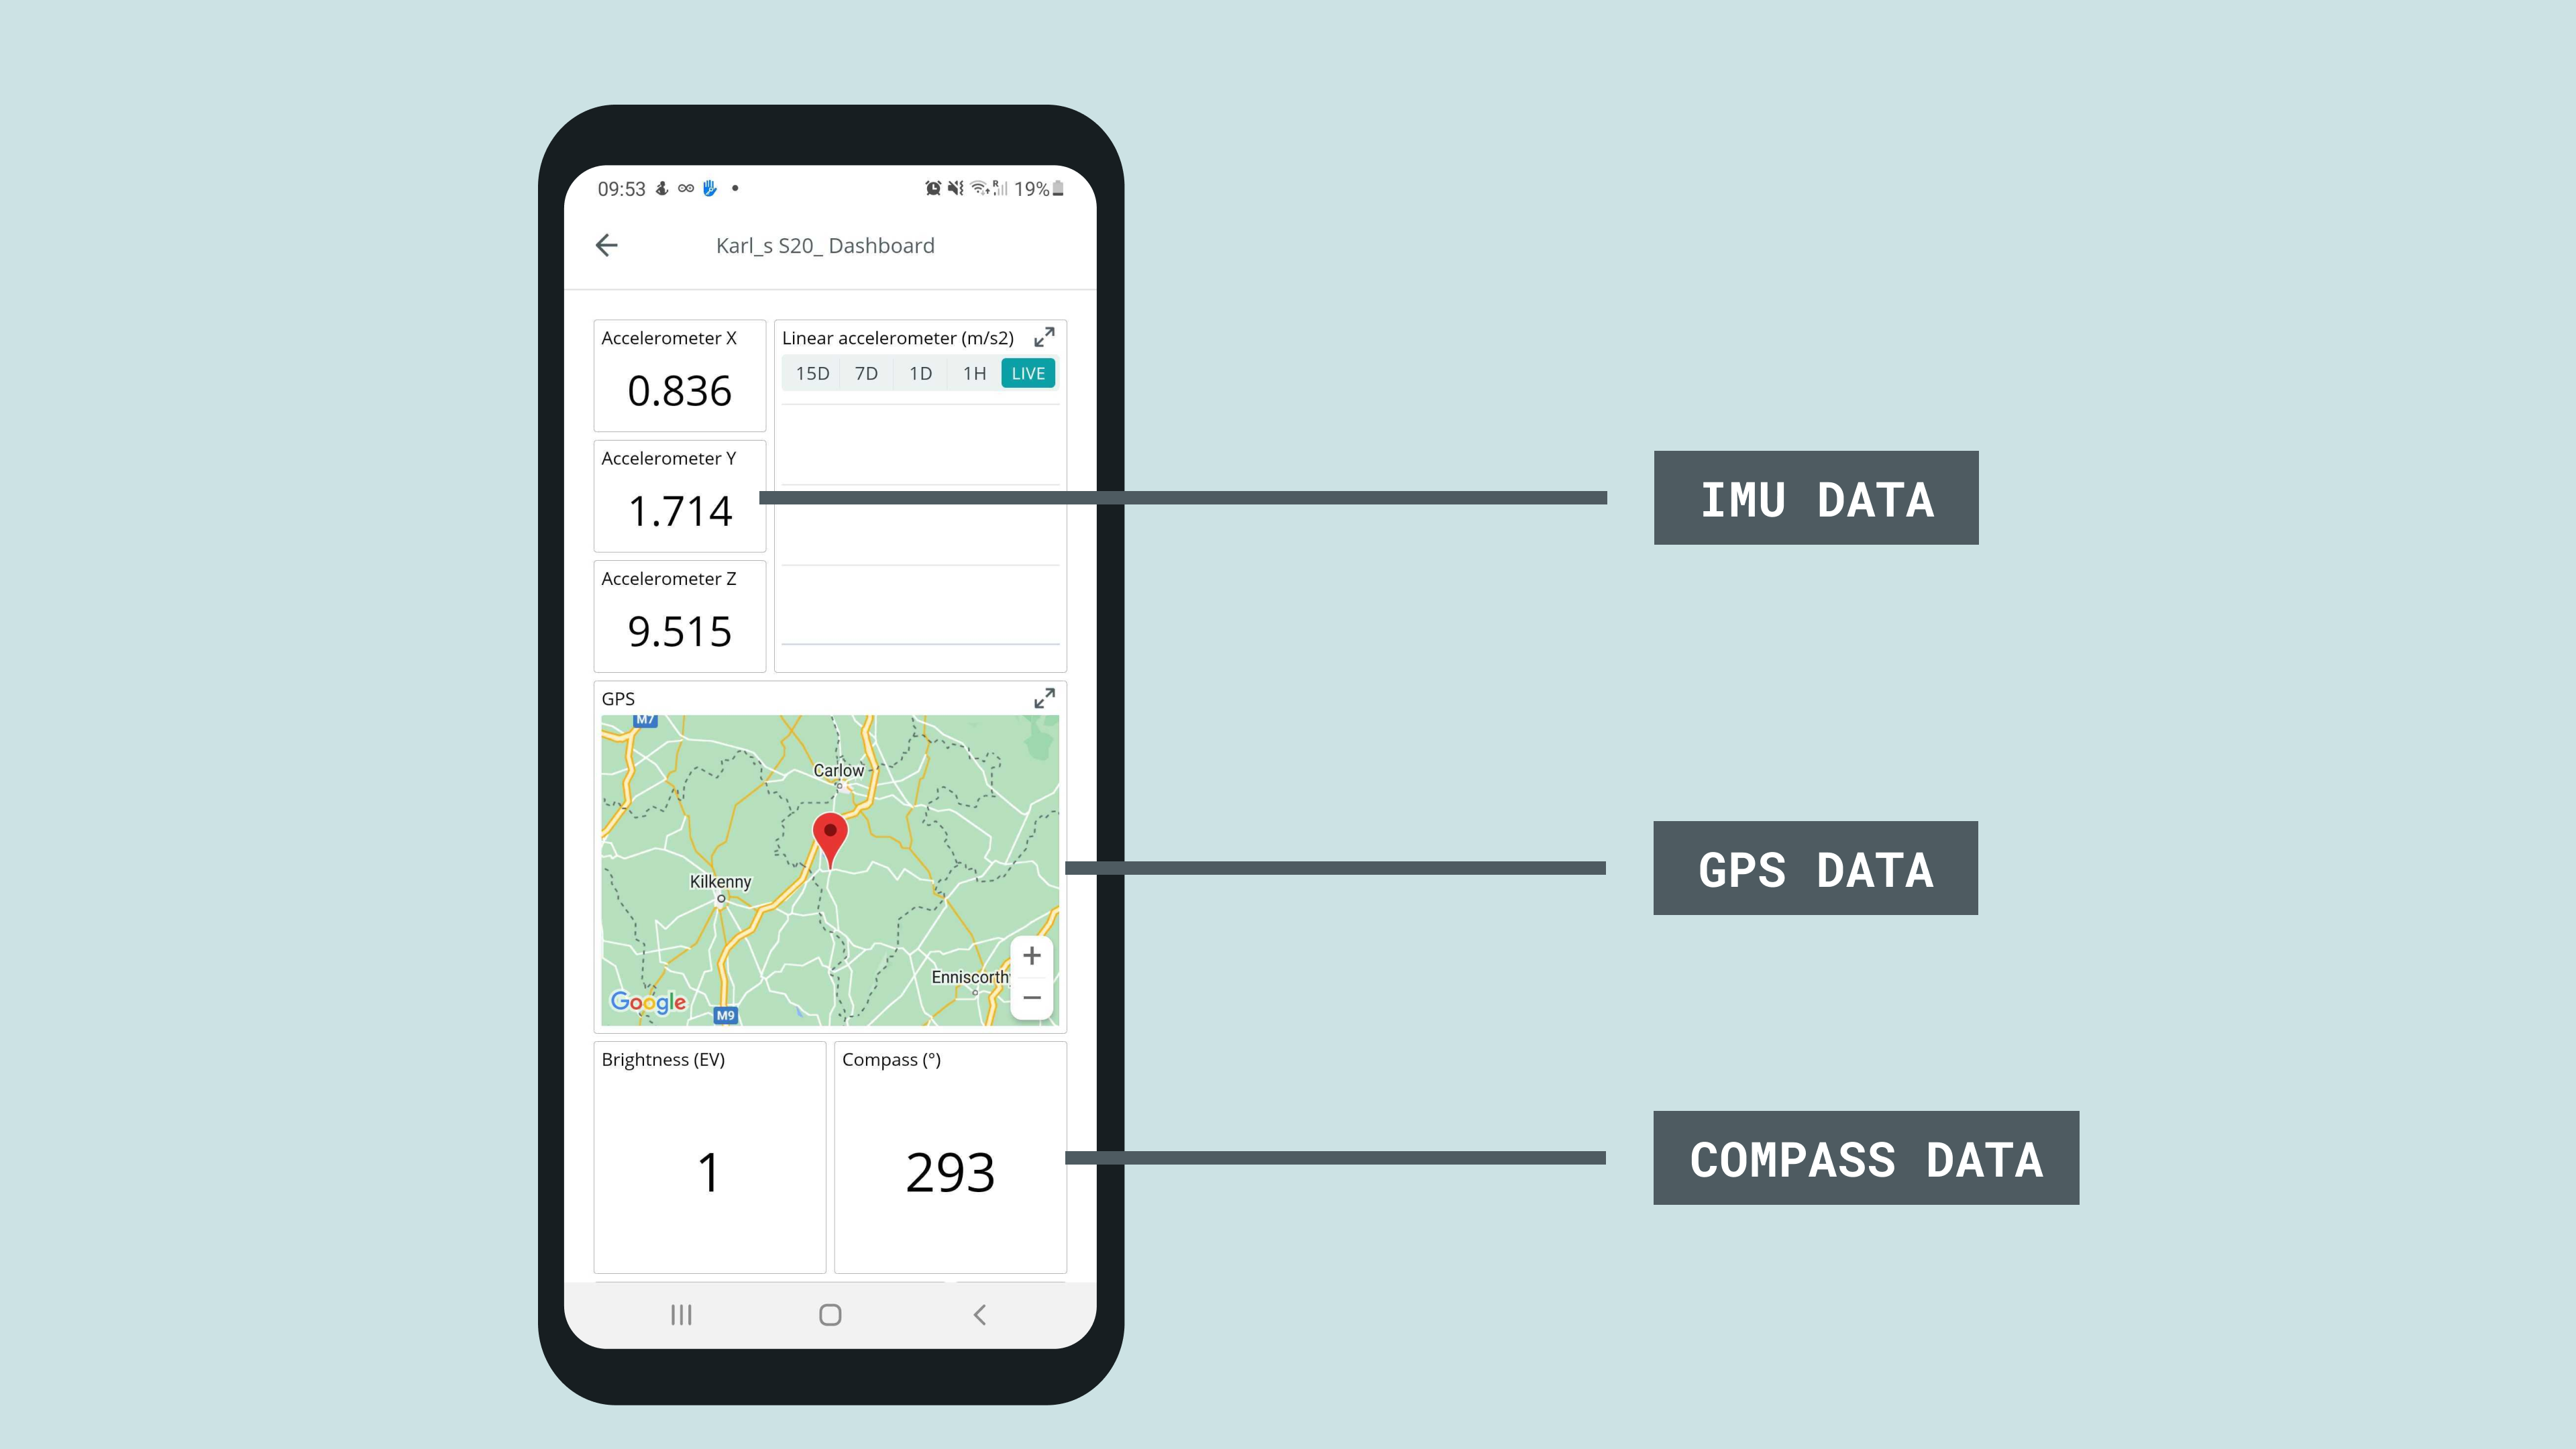 09:53
19%
Karl_s S20_ Dashboard
Accelerometer X
0.836
Linear accelerometer (m/s2)
15D 7D 1D 1H LIVE
Accelerometer Y
1.714
Accelerometer Z
9.515
IMU DATA
GPS
M7
Carlow
Kilkenny
Enniscorth
Google
M9
+
−
GPS DATA
Brightness (EV)
1
Compass (°)
293
COMPASS DATA